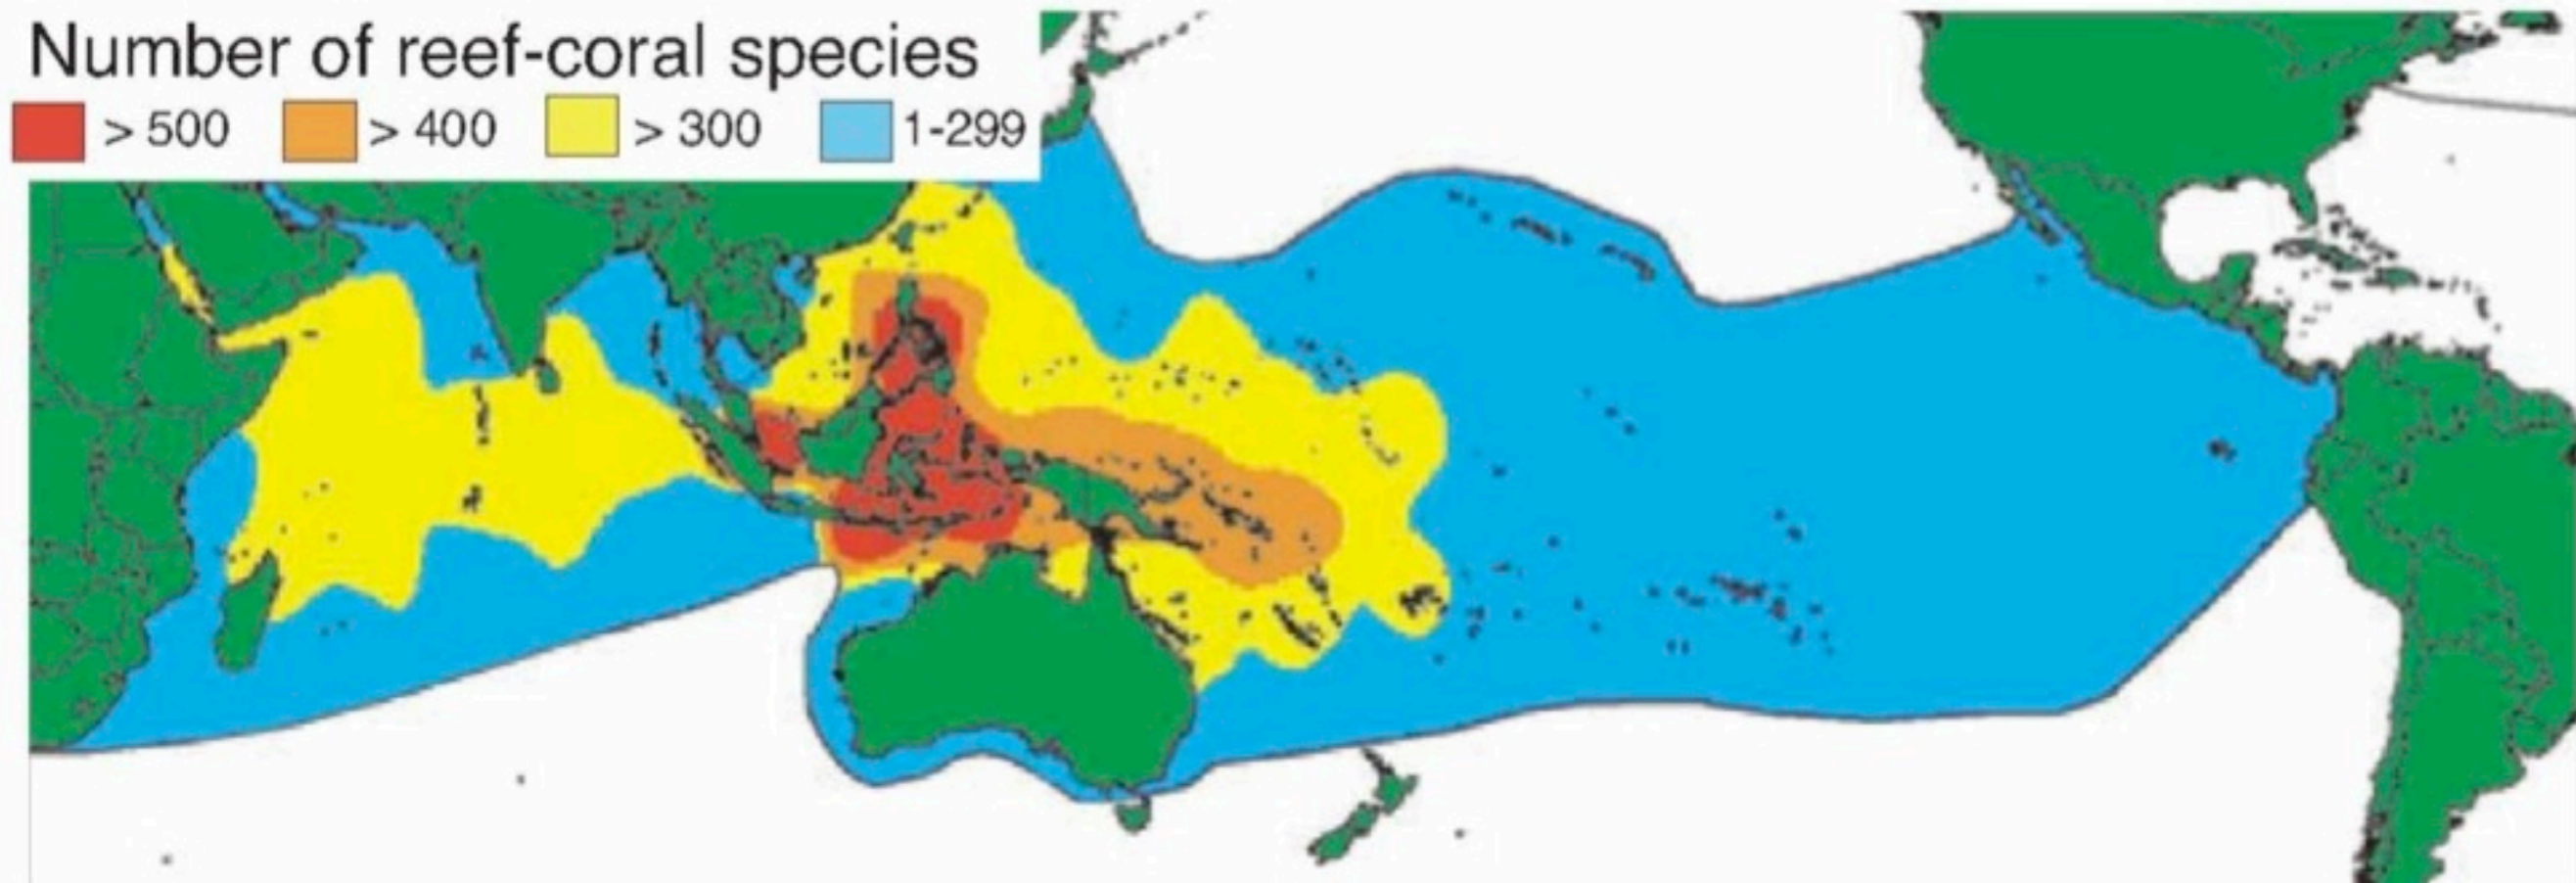 Number of reef-coral species
> 500 > 400 > 300 1-299